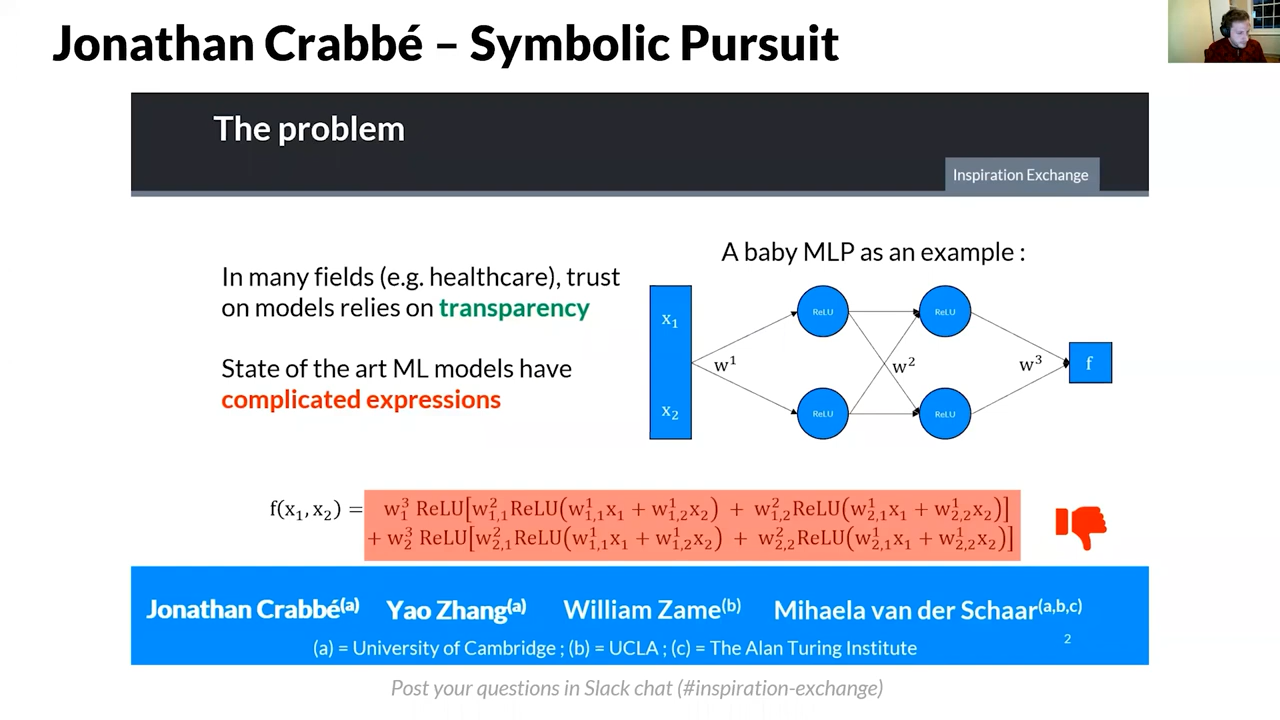 Jonathan Crabbé – Symbolic Pursuit
The problem
Inspiration Exchange
In many fields (e.g. healthcare), trust
on models relies on transparency
State of the art ML models have
complicated expressions
A baby MLP as an example :
x₁
x₂
ReLU
ReLU
ReLU
ReLU
w¹
w²
w³
f
f(x₁, x₂) = w₁³ ReLU[w²₁,₁ReLU(w¹₁,₁x₁ + w¹₁,₂x₂) + w²₁,₂ReLU(w¹₂,₁x₁ + w¹₂,₂x₂)]
+ w₂³ ReLU[w²₂,₁ReLU(w¹₁,₁x₁ + w¹₁,₂x₂) + w²₂,₂ReLU(w¹₂,₁x₁ + w¹₂,₂x₂)]
Jonathan Crabbé(a) Yao Zhang(a) William Zame(b) Mihaela van der Schaar(a,b,c)
(a) = University of Cambridge ; (b) = UCLA ; (c) = The Alan Turing Institute
2
Post your questions in Slack chat (#inspiration-exchange)